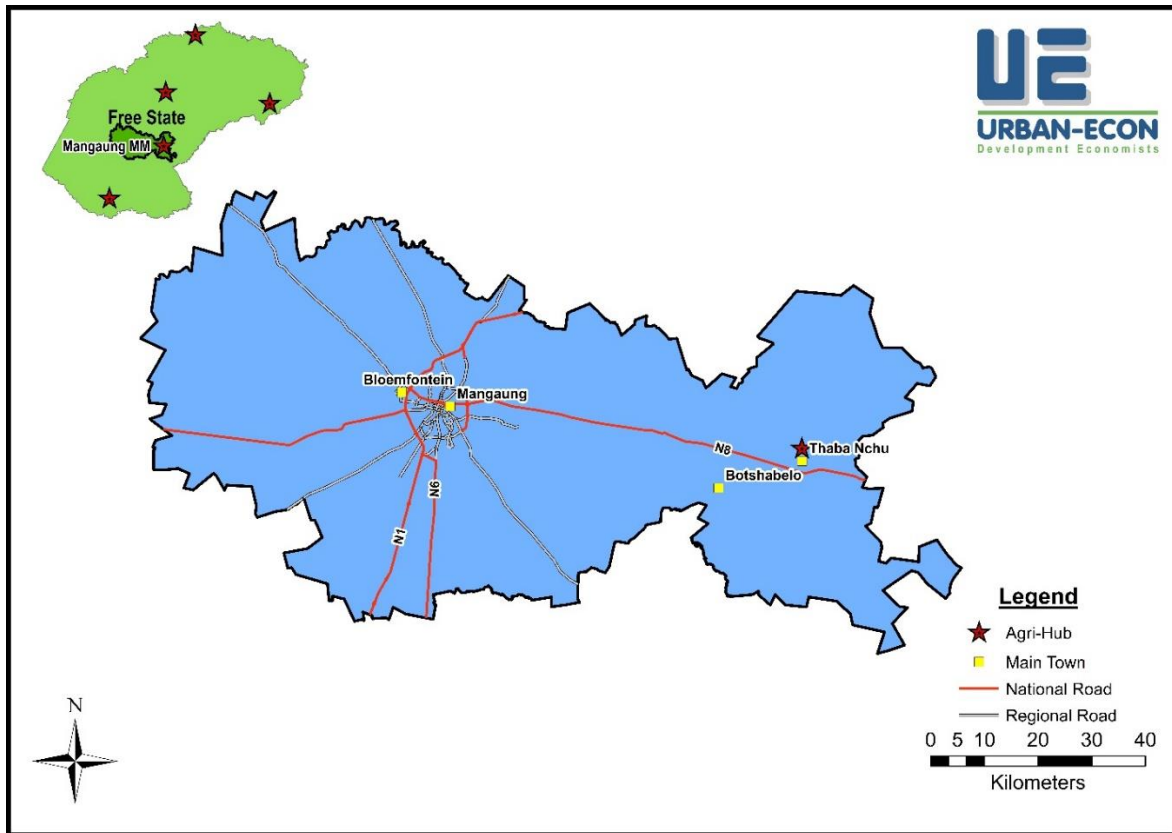 Free State
Mangaung MM
UE
URBAN-ECON
Development Economists
Bloemfontein
Mangaung
N8
Thaba Nchu
Botshabelo
N1
N6
Legend
Agri-Hub
Main Town
National Road
Regional Road
N
0 5 10 20 30 40
Kilometers